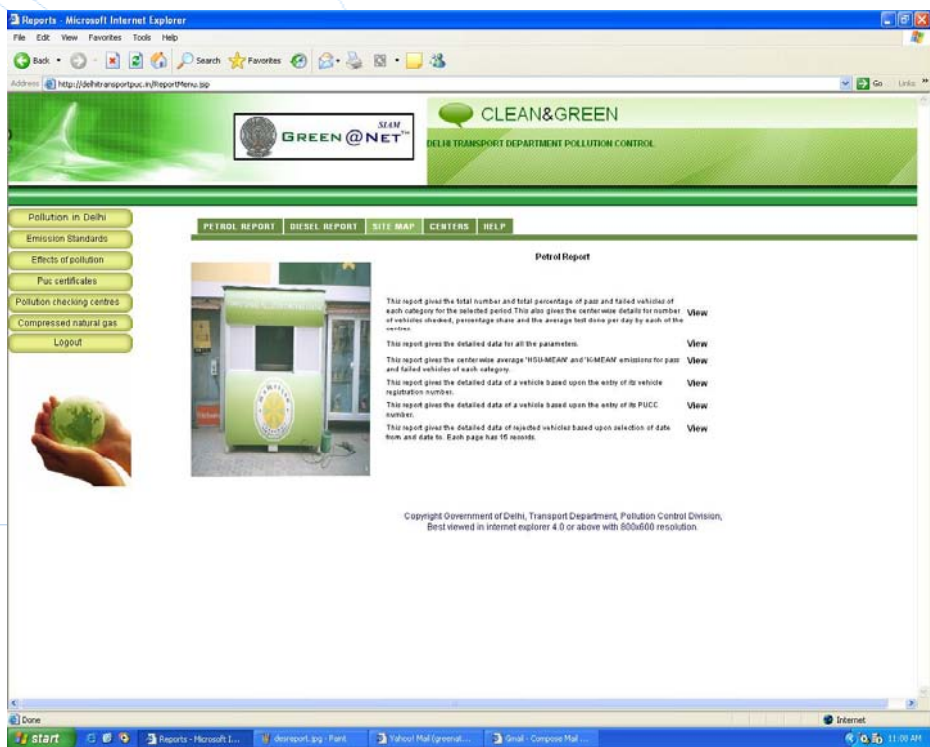 Reports - Microsoft Internet Explorer
File Edit View Favorites Tools Help
Back Search Favorites
Address http://delhitransportpuc.in/ReportMenu.jsp Go Links »
SIAM
GREEN@NET™
CLEAN&GREEN
DELHI TRANSPORT DEPARTMENT POLLUTION CONTROL
Pollution in Delhi
Emission Standards
Effects of pollution
Puc certificates
Pollution checking centres
Compressed natural gas
Logout
PETROL REPORT DIESEL REPORT SITE MAP CENTERS HELP
Petrol Report
This report gives the total number and total percentage of pass and failed vehicles of
each category for the selected period.This also gives the center wise details for number View
of vehicles checked, percentage share and the average test done per day by each of the
centres.
This report gives the detailed data for all the parameters. View
This report gives the center wise average 'HSU-MEAN' and 'K-MEAN' emissions for pass View
and failed vehicles of each category.
This report gives the detailed data of a vehicle based upon the entry of its vehicle View
registration number.
This report gives the detailed data of a vehicle based upon the entry of its PUCC View
number.
This report gives the detailed data of rejected vehicles based upon selection of date View
from and date to. Each page has 15 records.
Copyright Government of Delhi, Transport Department, Pollution Control Division,
Best viewed in internet explorer 4.0 or above with 800x600 resolution.
Done Internet
start Reports - Microsoft I... desreport.jpg - Paint Yahoo! Mail (greenat... Gmail - Compose Mail ... 11:00 AM